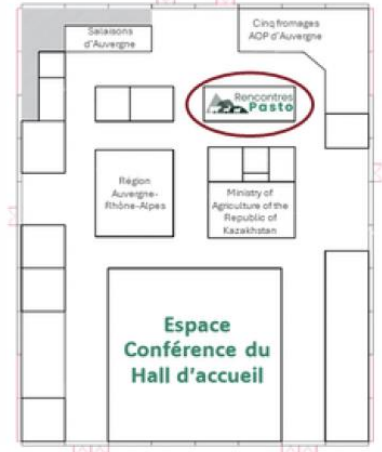 Salaisons
d'Auvergne
Cinq fromages
AOP d'Auvergne
Rencontres
Pasto
Région
Auvergne-
Rhône-Alpes
Ministry of
Agriculture of the
Republic of
Kazakhstan
Espace
Conférence du
Hall d'accueil